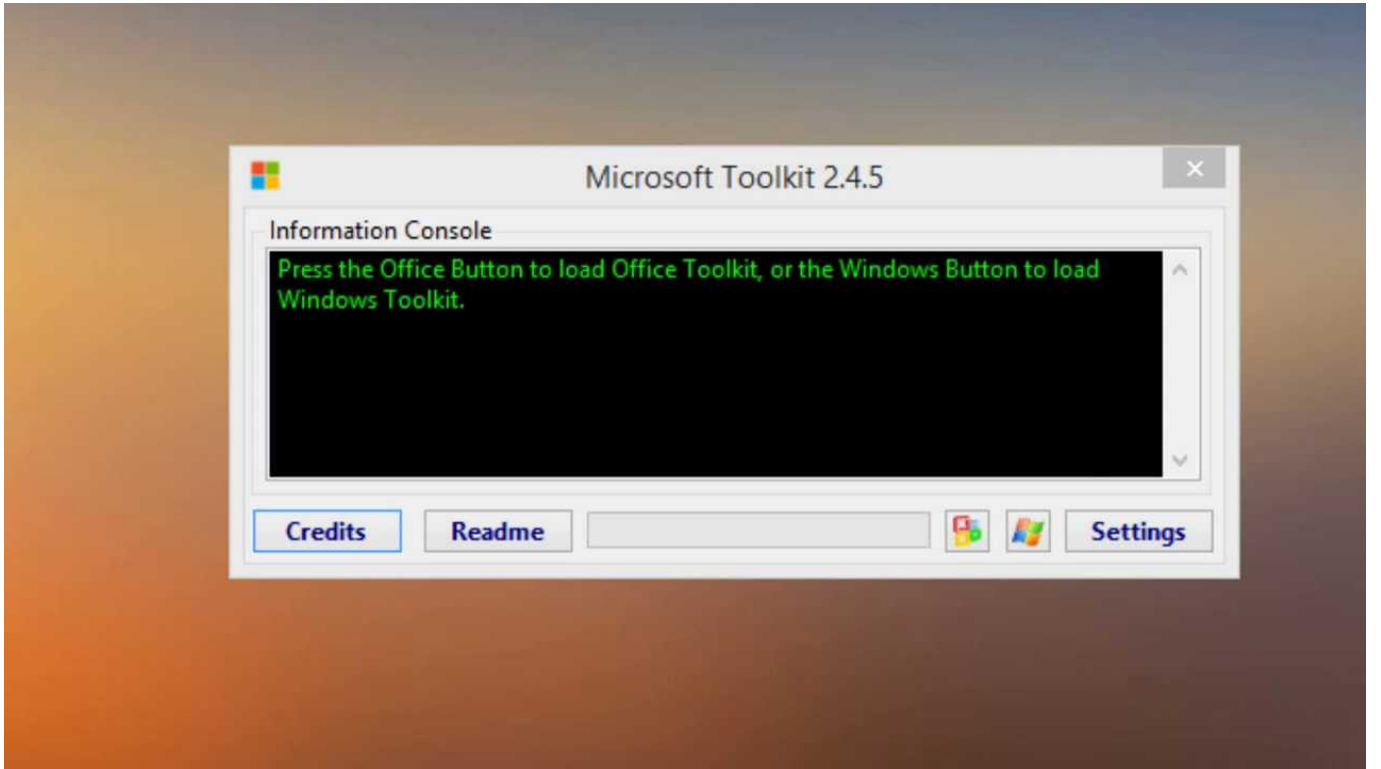 Microsoft Toolkit 2.4.5
Information Console
Press the Office Button to load Office Toolkit, or the Windows Button to load
Windows Toolkit.
Credits
Readme
Settings